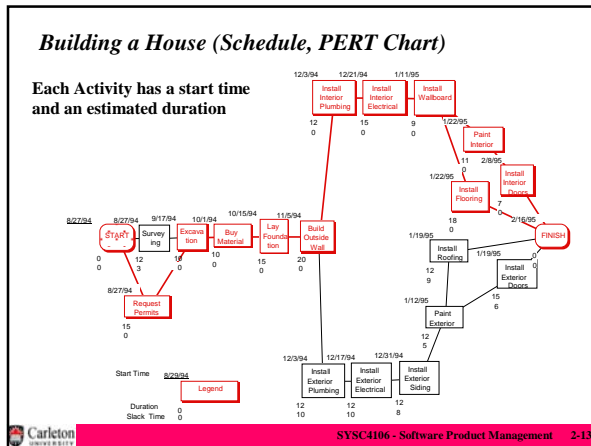 Building a House (Schedule, PERT Chart)
Each Activity has a start time
and an estimated duration
12/3/94
12/21/94
1/11/95
Install
Interior
Plumbing
Install
Interior
Electrical
Install
Wallboard
12
0
15
0
9
0
1/22/95
Paint
Interior
11
0
2/8/95
Install
Interior
Doors
7
0
1/22/95
Install
Flooring
18
0
2/16/95
FINISH
0
0
8/27/94
8/27/94
START
0
0
9/17/94
Survey
ing
12
3
10/1/94
Excava
tion
10
0
10/15/94
Buy
Material
10
0
11/5/94
Lay
Founda
tion
15
0
Build
Outside
Wall
20
0
8/27/94
Request
Permits
15
0
1/19/95
Install
Roofing
12
9
1/19/95
Install
Exterior
Doors
15
6
1/12/95
Paint
Exterior
12
5
12/3/94
12/17/94
12/31/94
Install
Exterior
Plumbing
Install
Exterior
Electrical
Install
Exterior
Siding
12
10
12
10
12
8
Start Time
8/29/94
Legend
Duration
0
Slack Time
0
Carleton
UNIVERSITY
SYSC4106 - Software Product Management 2-13